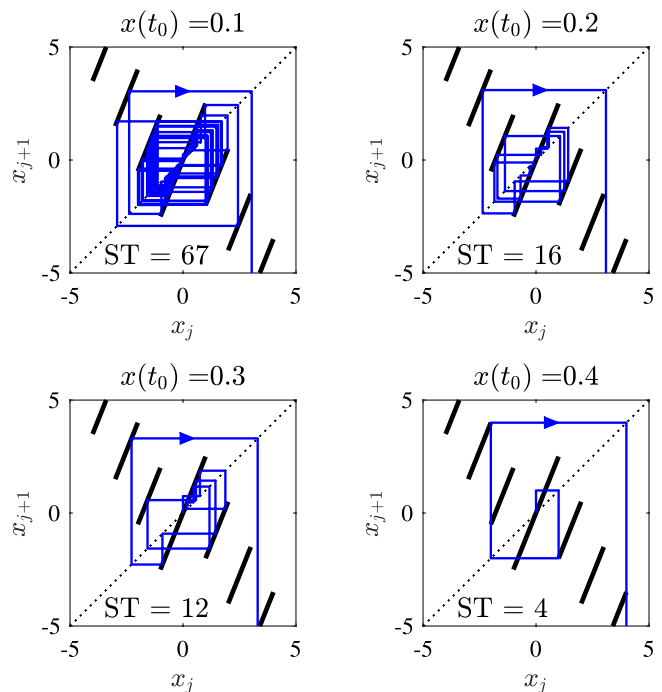 x(t₀) =0.1
5
0
-5
x_{j+1}
ST = 67
-5 0 5
x_j
x(t₀) =0.2
5
0
-5
x_{j+1}
ST = 16
-5 0 5
x_j
x(t₀) =0.3
5
0
-5
x_{j+1}
ST = 12
-5 0 5
x_j
x(t₀) =0.4
5
0
-5
x_{j+1}
ST = 4
-5 0 5
x_j